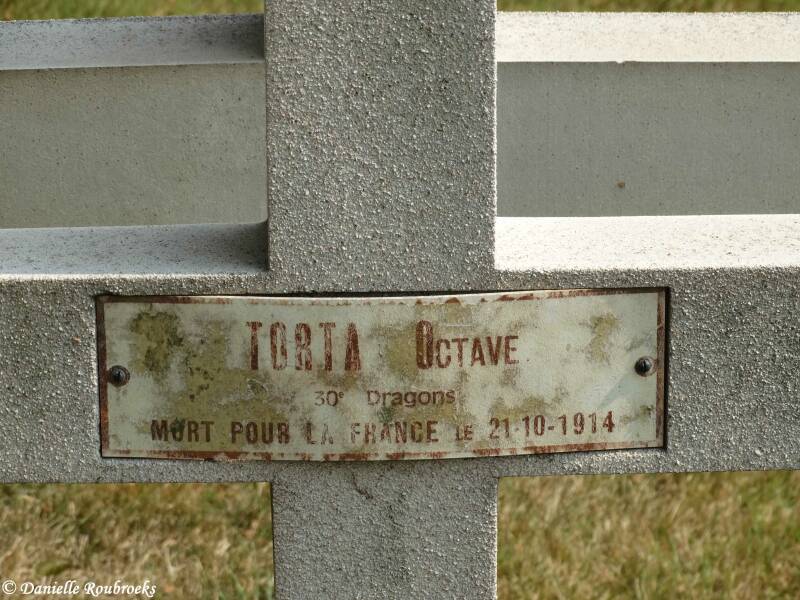 TORTA OCTAVE
30e Dragons
MORT POUR LA FRANCE LE 21-10-1914
© Danielle Roubroeks